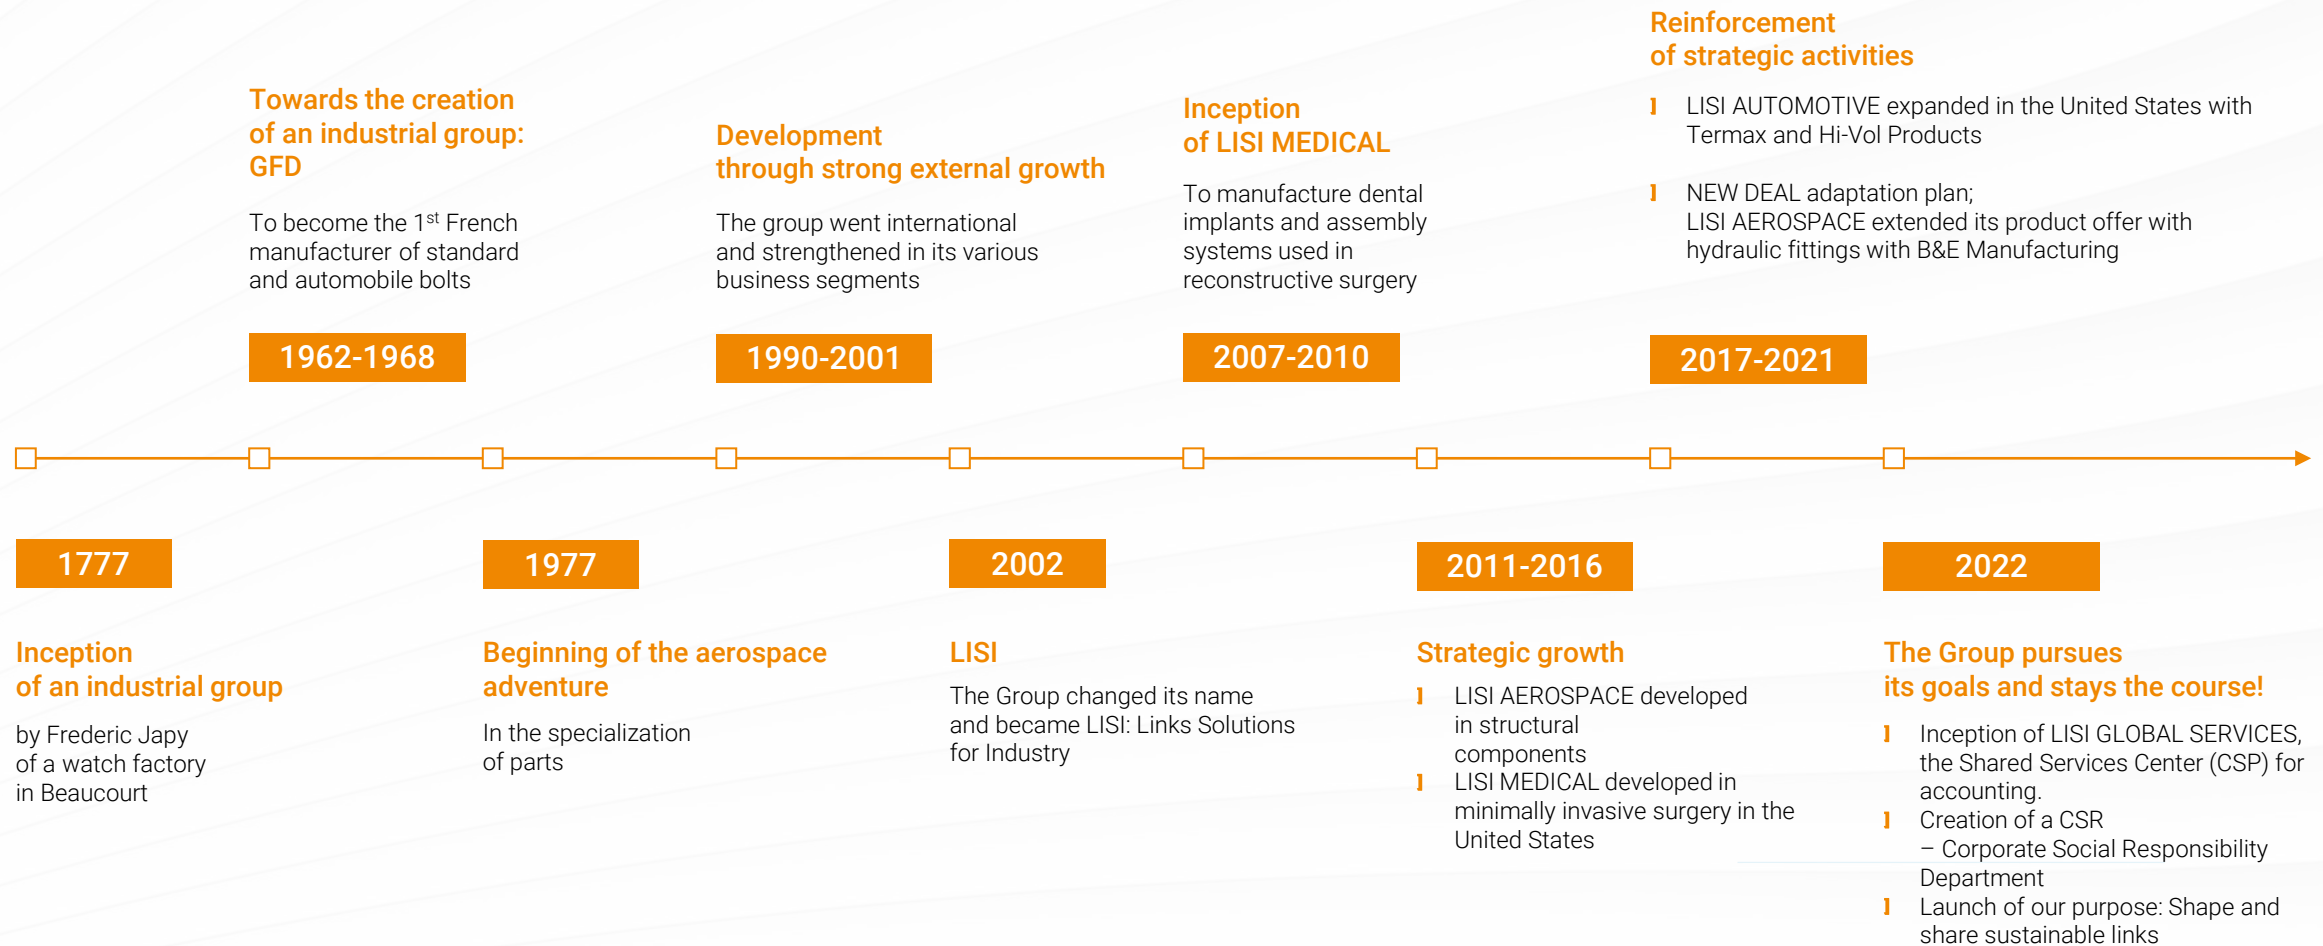 Towards the creation
of an industrial group:
GFD
To become the 1st French
manufacturer of standard
and automobile bolts
1962-1968
Development
through strong external growth
The group went international
and strengthened in its various
business segments
1990-2001
Inception
of LISI MEDICAL
To manufacture dental
implants and assembly
systems used in
reconstructive surgery
2007-2010
Reinforcement
of strategic activities
LISI AUTOMOTIVE expanded in the United States with
Termax and Hi-Vol Products
NEW DEAL adaptation plan;
LISI AEROSPACE extended its product offer with
hydraulic fittings with B&E Manufacturing
2017-2021
1777
Inception
of an industrial group
by Frederic Japy
of a watch factory
in Beaucourt
1977
Beginning of the aerospace
adventure
In the specialization
of parts
2002
LISI
The Group changed its name
and became LISI: Links Solutions
for Industry
2011-2016
Strategic growth
LISI AEROSPACE developed
in structural
components
LISI MEDICAL developed in
minimally invasive surgery in the
United States
2022
The Group pursues
its goals and stays the course!
Inception of LISI GLOBAL SERVICES,
the Shared Services Center (CSP) for
accounting.
Creation of a CSR
– Corporate Social Responsibility
Department
Launch of our purpose: Shape and
share sustainable links